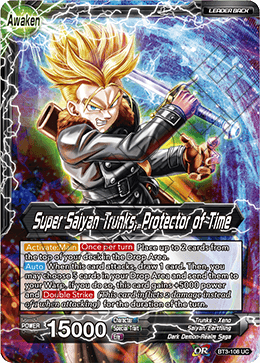 Awaken
LEADER BACK
Super Saiyan Trunks, Protector of Time
Activate: Main Once per turn Place up to 2 cards from
the top of your deck in the Drop Area.
Auto When this card attacks, draw 1 card. Then, you
may choose 5 cards in your Drop Area and send them to
your Warp, if you do so, this card gains +5000 power
and Double Strike (This card inflicts 2 damage instead
of 1 when attacking) for the duration of the turn.
POWER 15000
Character Trunks : Xeno
Special Trait Saiyan/Earthling
Era Dark Demon Realm Saga
BT3-108 UC